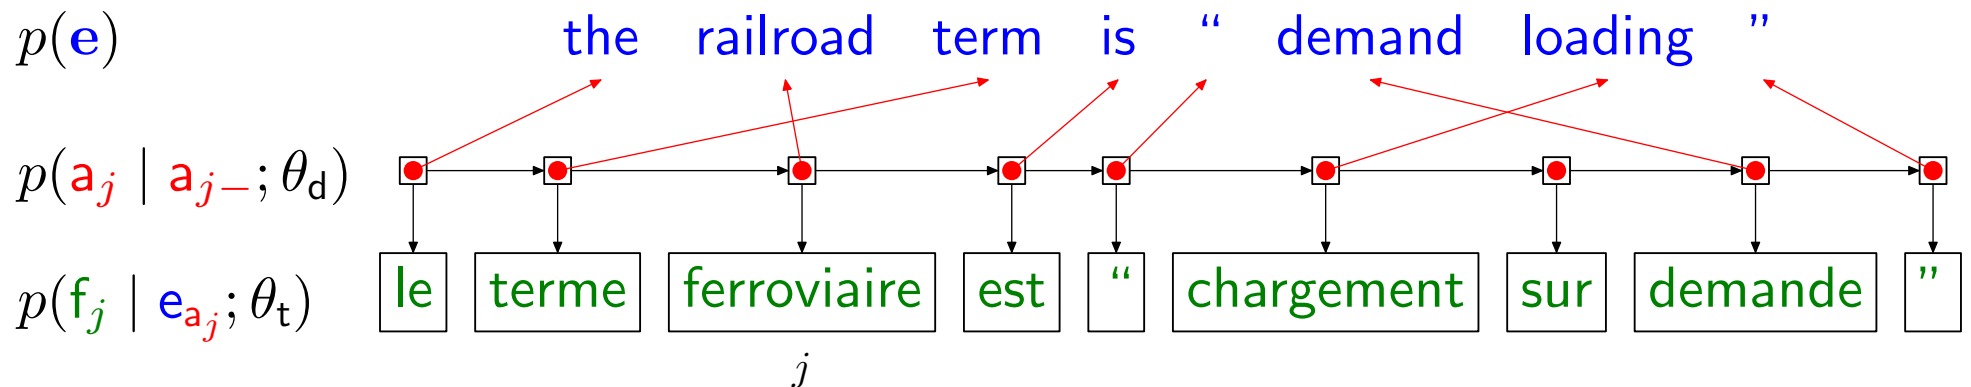 p(e) the railroad term is “ demand loading ”
p(a_j | a_{j−}; θ_d)
p(f_j | e_{a_j}; θ_t) le terme ferroviaire est “ chargement sur demande ”
j